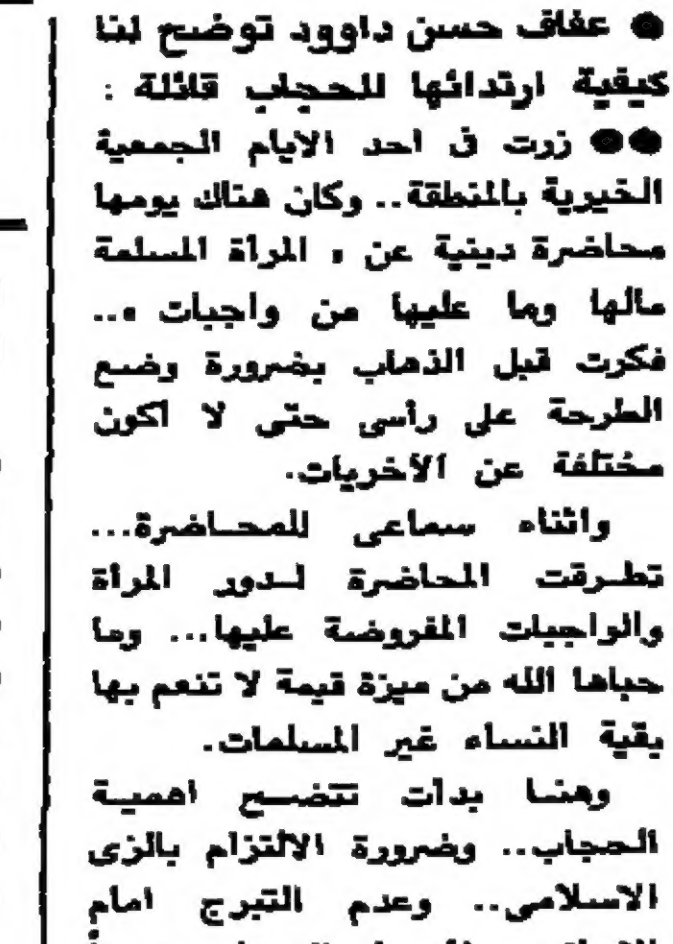 ● عفاف حسن داوود توضح لنا
كيفية ارتدائها للحجاب قائلة :
●● زرت فى احد الايام الجمعية
الخيرية بالمنطقة.. وكان هناك يومها
محاضرة دينية عن « المرأة المسلمة
مالها وما عليها من واجبات »..
فكرت قبل الذهاب بضرورة وضع
الطرحة على رأسى حتى لا أكون
مختلفة عن الأخريات.
واثناء سماعى للمحاضرة...
تطرقت المحاضرة لدور المرأة
والواجبات المفروضة عليها... وما
حباها الله من ميزة قيمة لا تنعم بها
بقية النساء غير المسلمات.
وهنا بدأت تتضح اهمية
الحجاب.. وضرورة الالتزام بالزى
الاسلامى.. وعدم التبرج امام